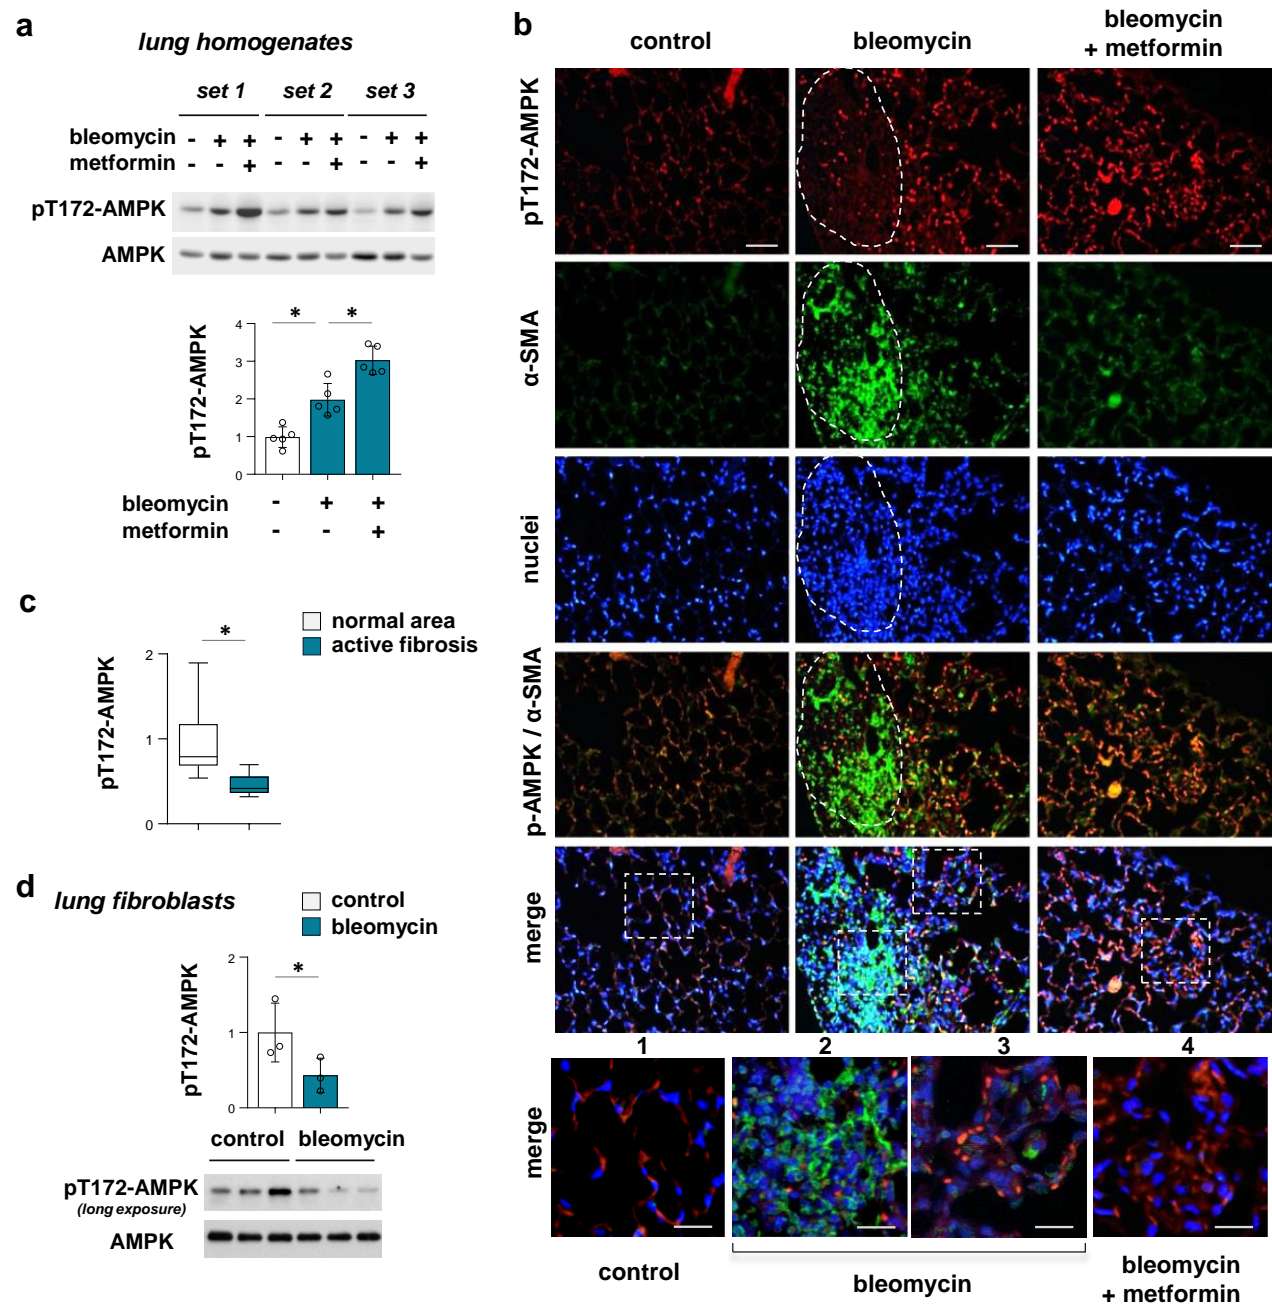 a
lung homogenates
set 1 set 2 set 3
bleomycin - + + - + + - + +
metformin - - + - - + - - +
pT172-AMPK
AMPK
pT172-AMPK
4
3
2
1
0
*
*
bleomycin - + +
metformin - - +
b
control bleomycin bleomycin
+ metformin
pT172-AMPK
α-SMA
nuclei
p-AMPK / α-SMA
merge
1 2 3 4
merge
control
bleomycin
bleomycin
+ metformin
c
normal area
active fibrosis
pT172-AMPK
2
1
0
*
d
lung fibroblasts
control
bleomycin
pT172-AMPK
2
1
0
*
control bleomycin
pT172-AMPK
(long exposure)
AMPK